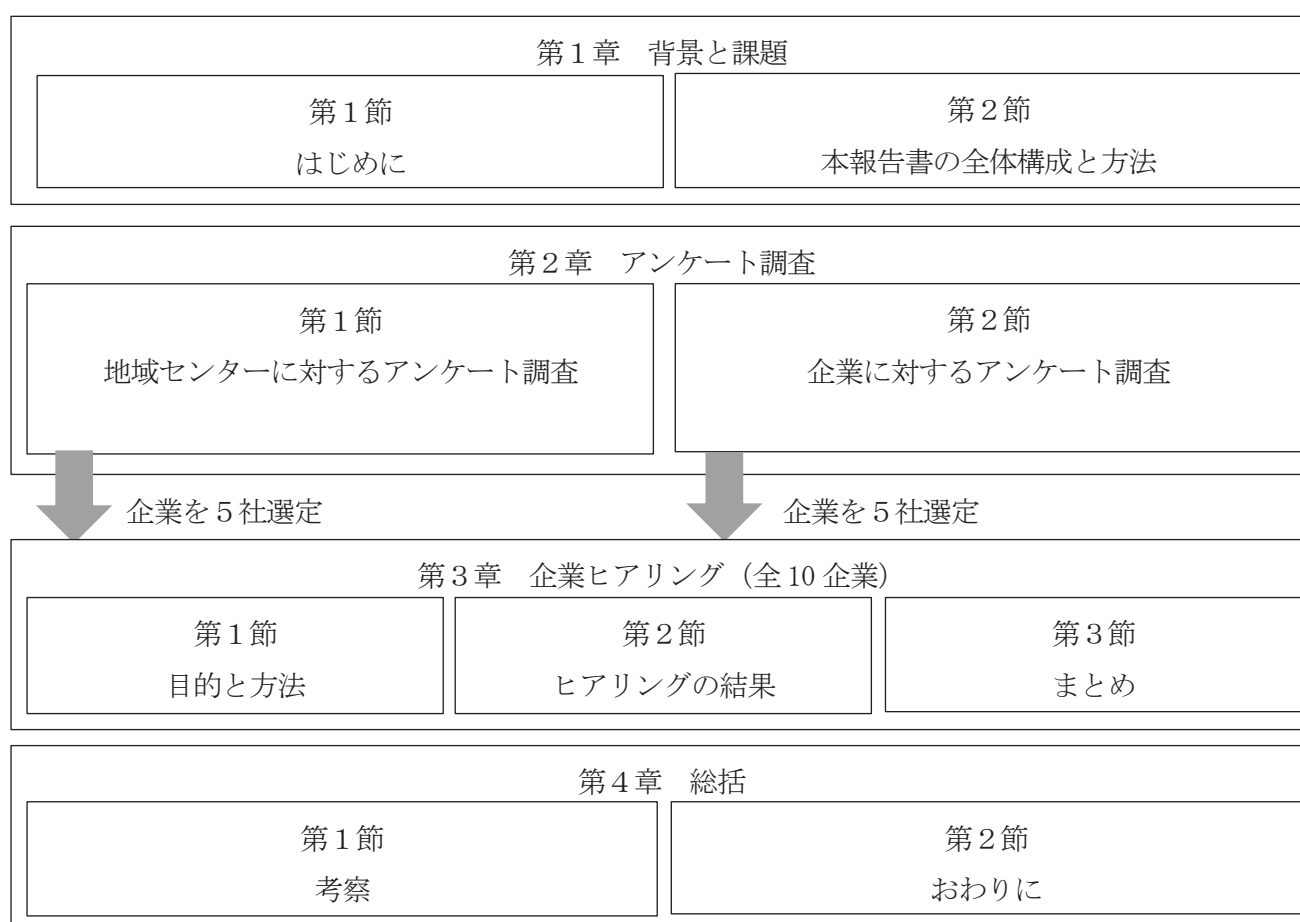 第１章　背景と課題
第１節
はじめに
第２節
本報告書の全体構成と方法
第２章　アンケート調査
第１節
地域センターに対するアンケート調査
第２節
企業に対するアンケート調査
企業を５社選定
企業を５社選定
第３章　企業ヒアリング（全10企業）
第１節
目的と方法
第２節
ヒアリングの結果
第３節
まとめ
第４章　総括
第１節
考察
第２節
おわりに